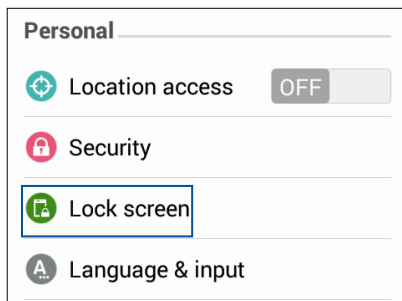 Personal
Location access OFF
Security
Lock screen
A... Language & input